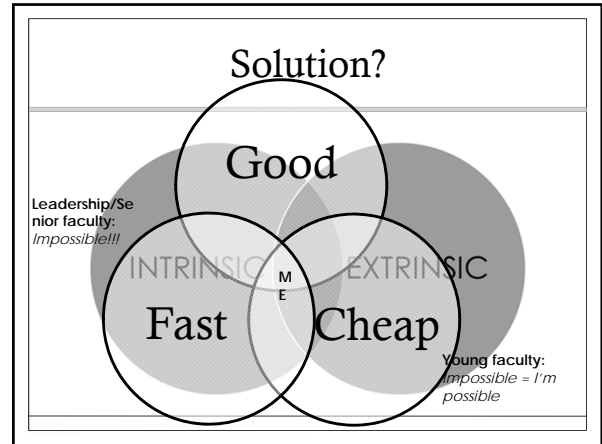 Solution?
Good
Leadership/Se
nior faculty:
Impossible!!!
INTRINSIC
M
E
EXTRINSIC
Fast
Cheap
Young faculty:
Impossible = I'm
possible